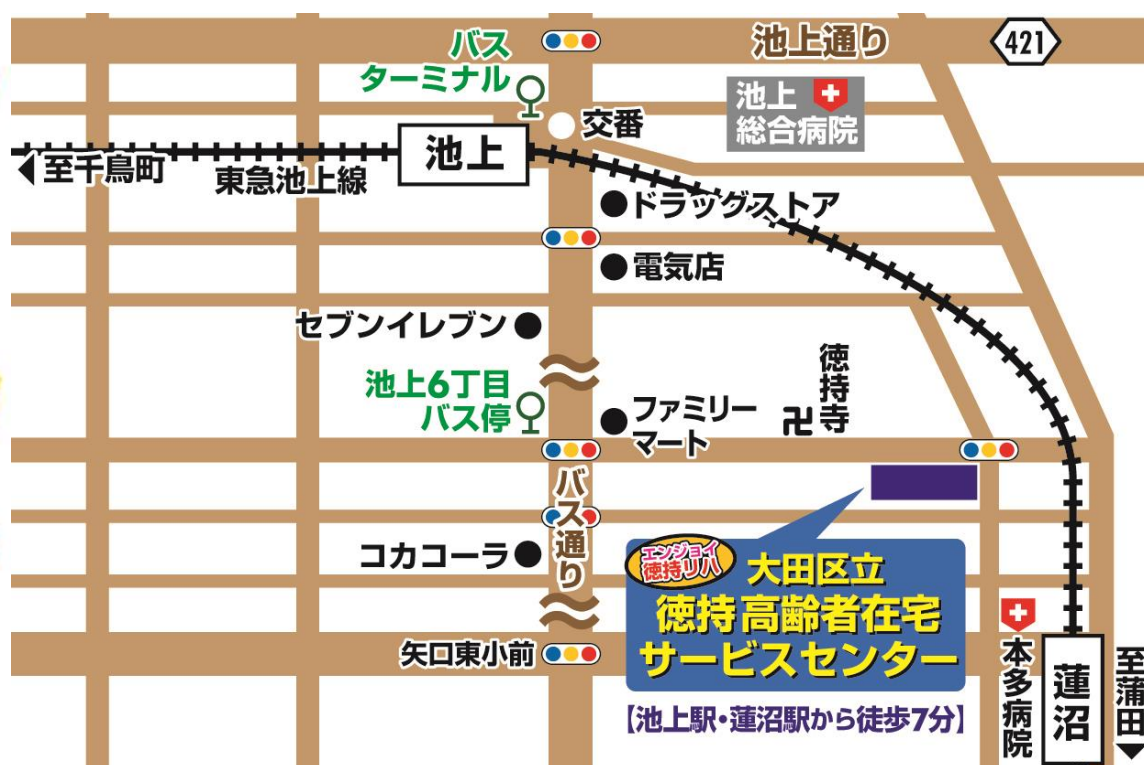 バス
ターミナル
池上通り
421
池上
総合病院
交番
池上
至千鳥町
東急池上線
ドラッグストア
電気店
セブンイレブン
池上6丁目
バス停
ファミリー
マート
徳持寺
バス通り
コカコーラ
エンジョイ
徳持リハ
大田区立
徳持高齢者在宅
サービスセンター
【池上駅・蓮沼駅から徒歩7分】
矢口東小前
本多病院
蓮沼
至蒲田